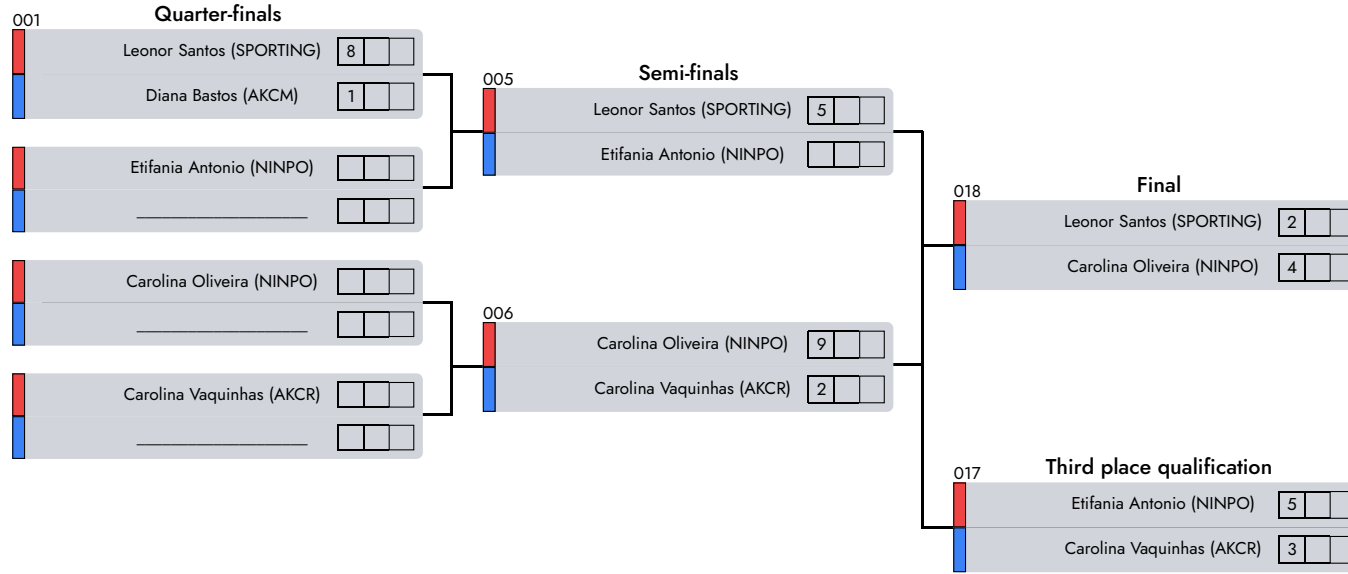 Quarter-finals
001
Leonor Santos (SPORTING) 8
Diana Bastos (AKCM) 1
Etifania Antonio (NINPO)
____________________
Carolina Oliveira (NINPO)
____________________
Carolina Vaquinhas (AKCR)
____________________
Semi-finals
005
Leonor Santos (SPORTING) 5
Etifania Antonio (NINPO)
006
Carolina Oliveira (NINPO) 9
Carolina Vaquinhas (AKCR) 2
Final
018
Leonor Santos (SPORTING) 2
Carolina Oliveira (NINPO) 4
Third place qualification
017
Etifania Antonio (NINPO) 5
Carolina Vaquinhas (AKCR) 3